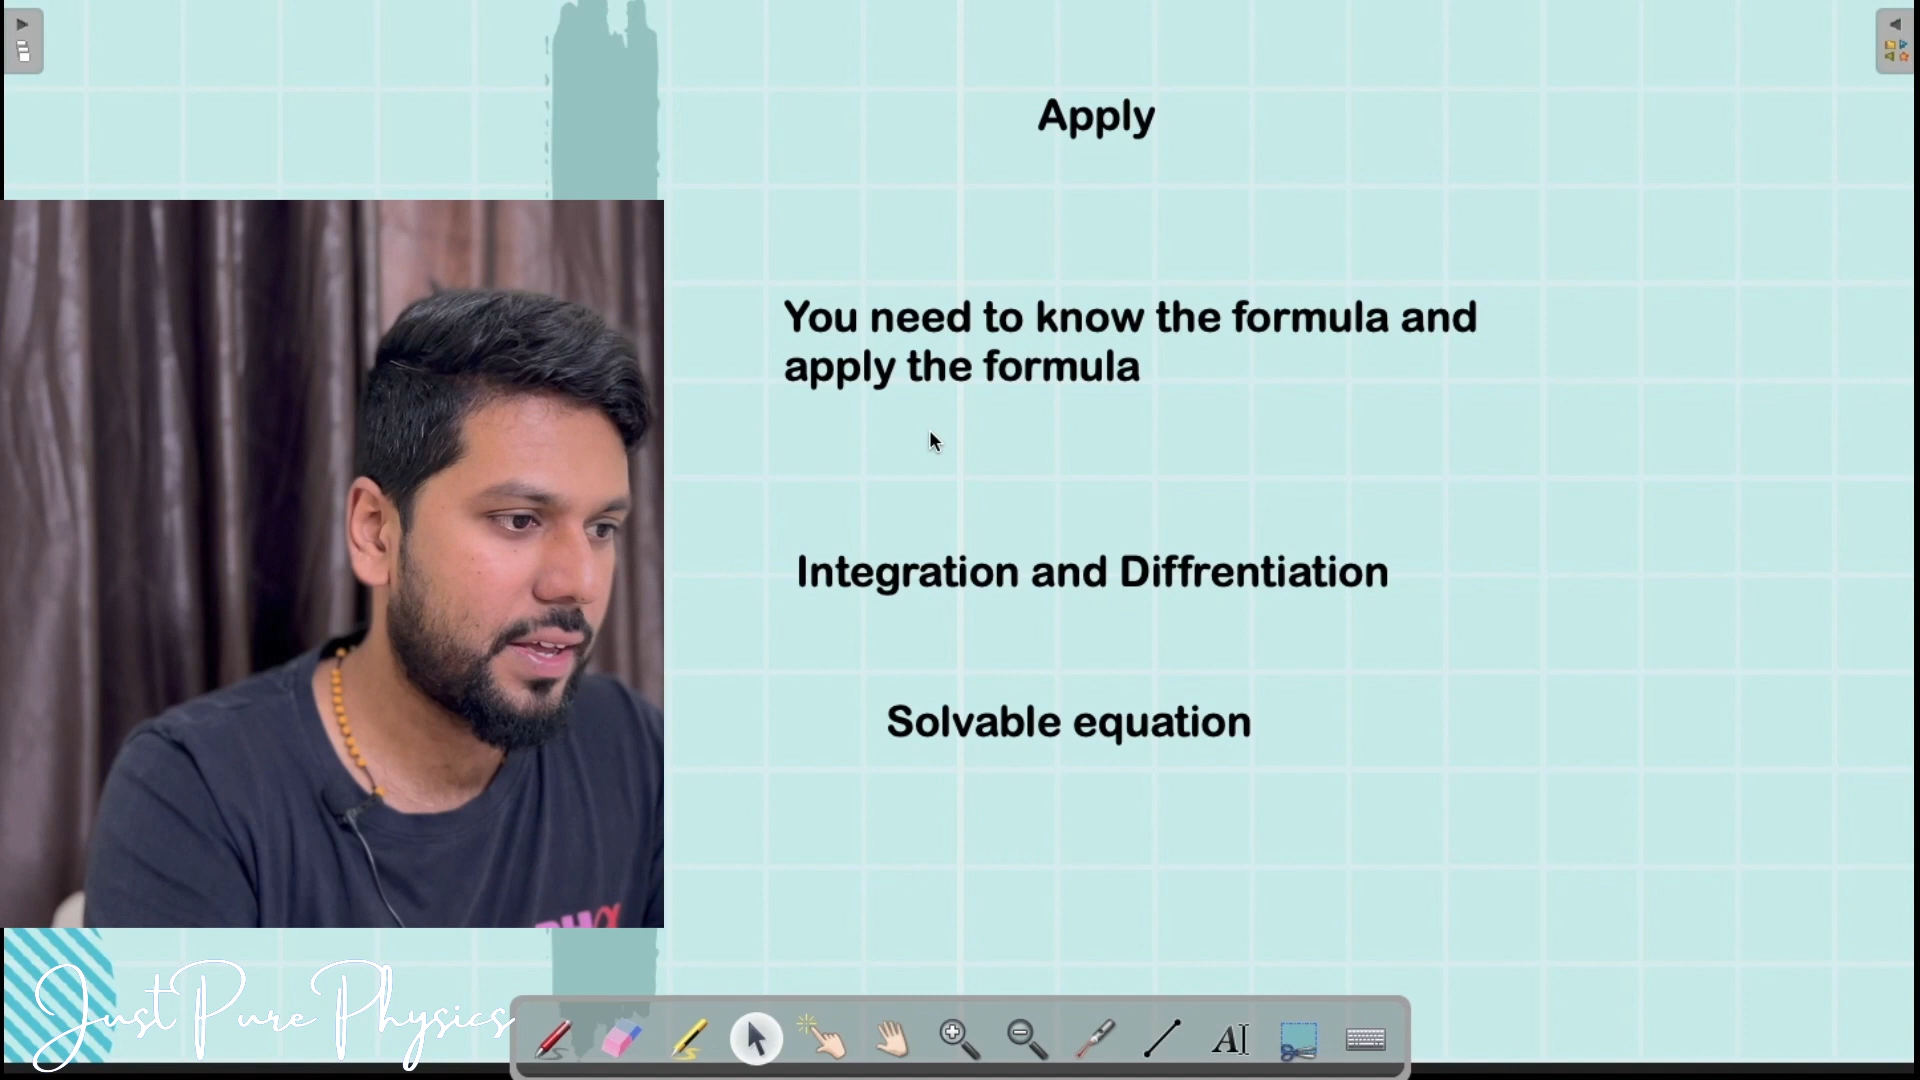 Apply
You need to know the formula and
apply the formula
Integration and Diffrentiation
Solvable equation
Just Pure Physics
AI